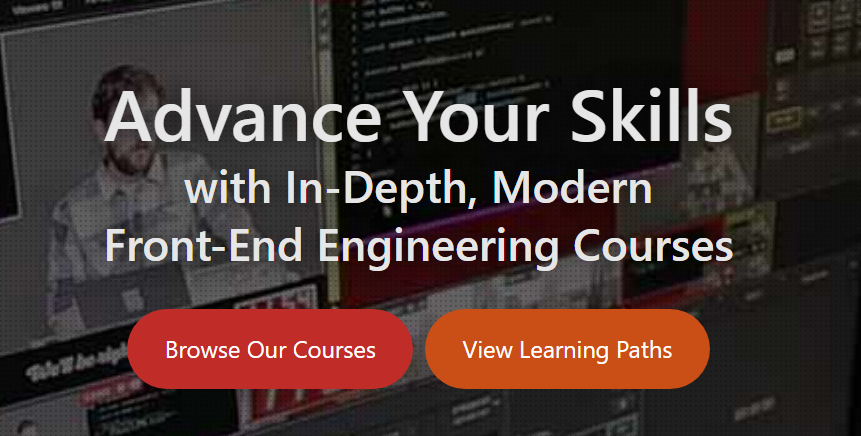 Advance Your Skills
with In-Depth, Modern
Front-End Engineering Courses
Browse Our Courses
View Learning Paths